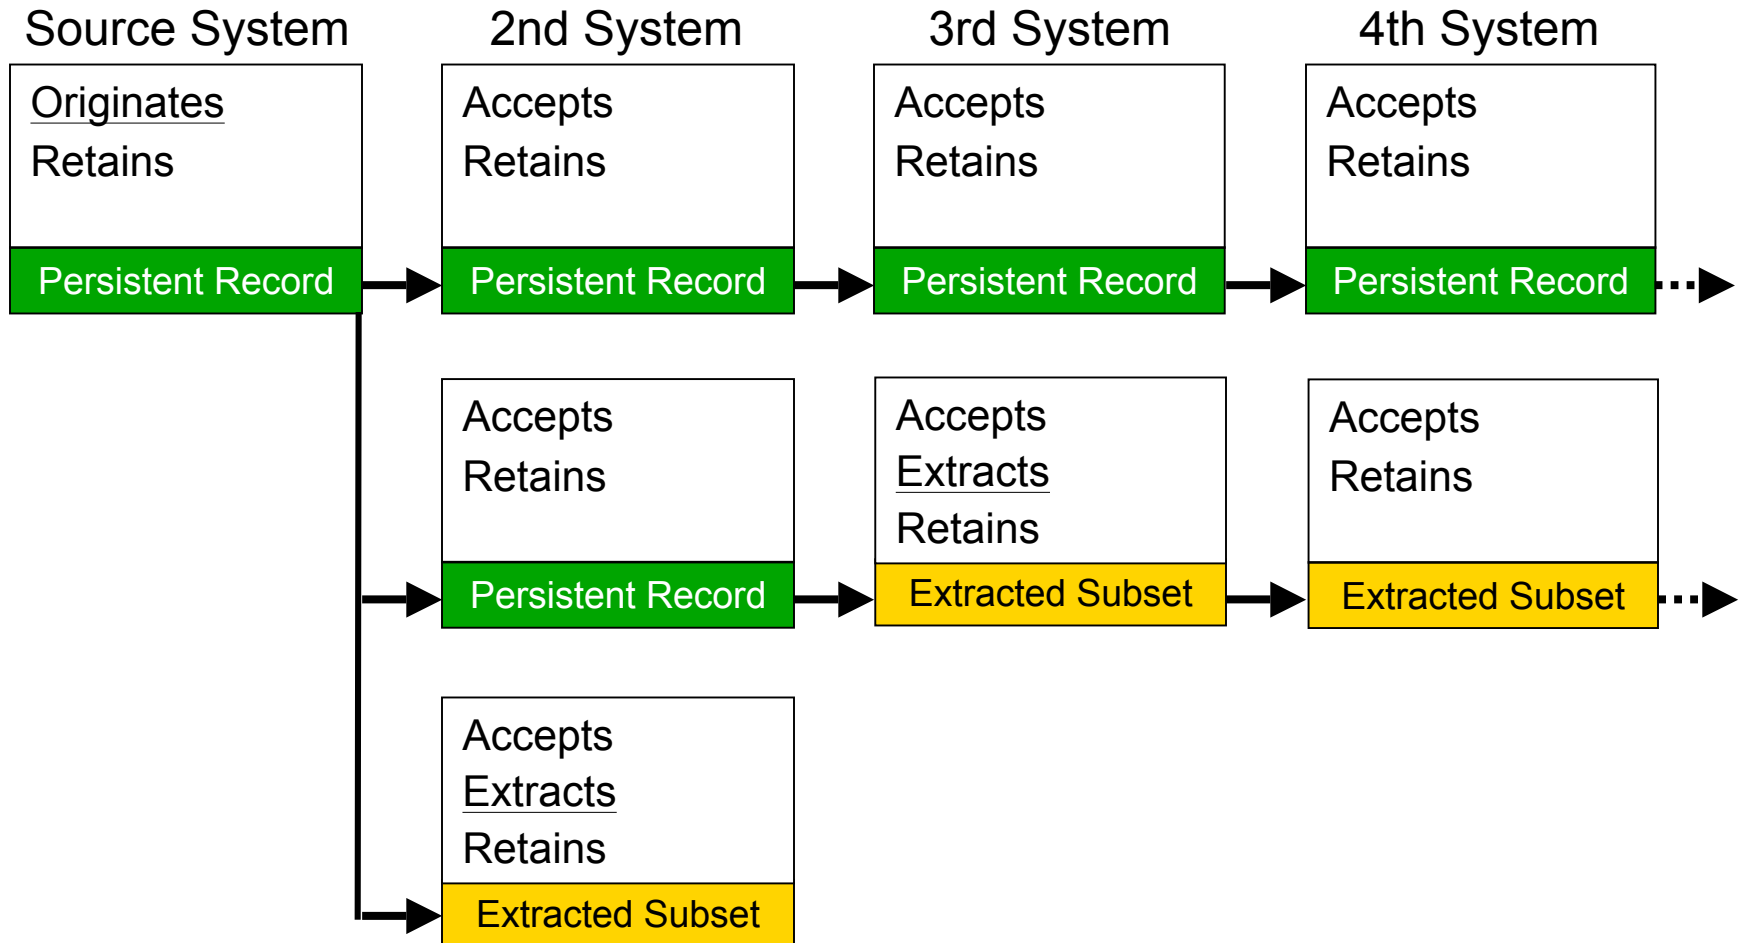 Source System
2nd System
3rd System
4th System
Originates
Retains
Persistent Record
Accepts
Retains
Persistent Record
Accepts
Retains
Persistent Record
Accepts
Retains
Persistent Record
Accepts
Retains
Persistent Record
Accepts
Extracts
Retains
Extracted Subset
Accepts
Retains
Extracted Subset
Accepts
Extracts
Retains
Extracted Subset